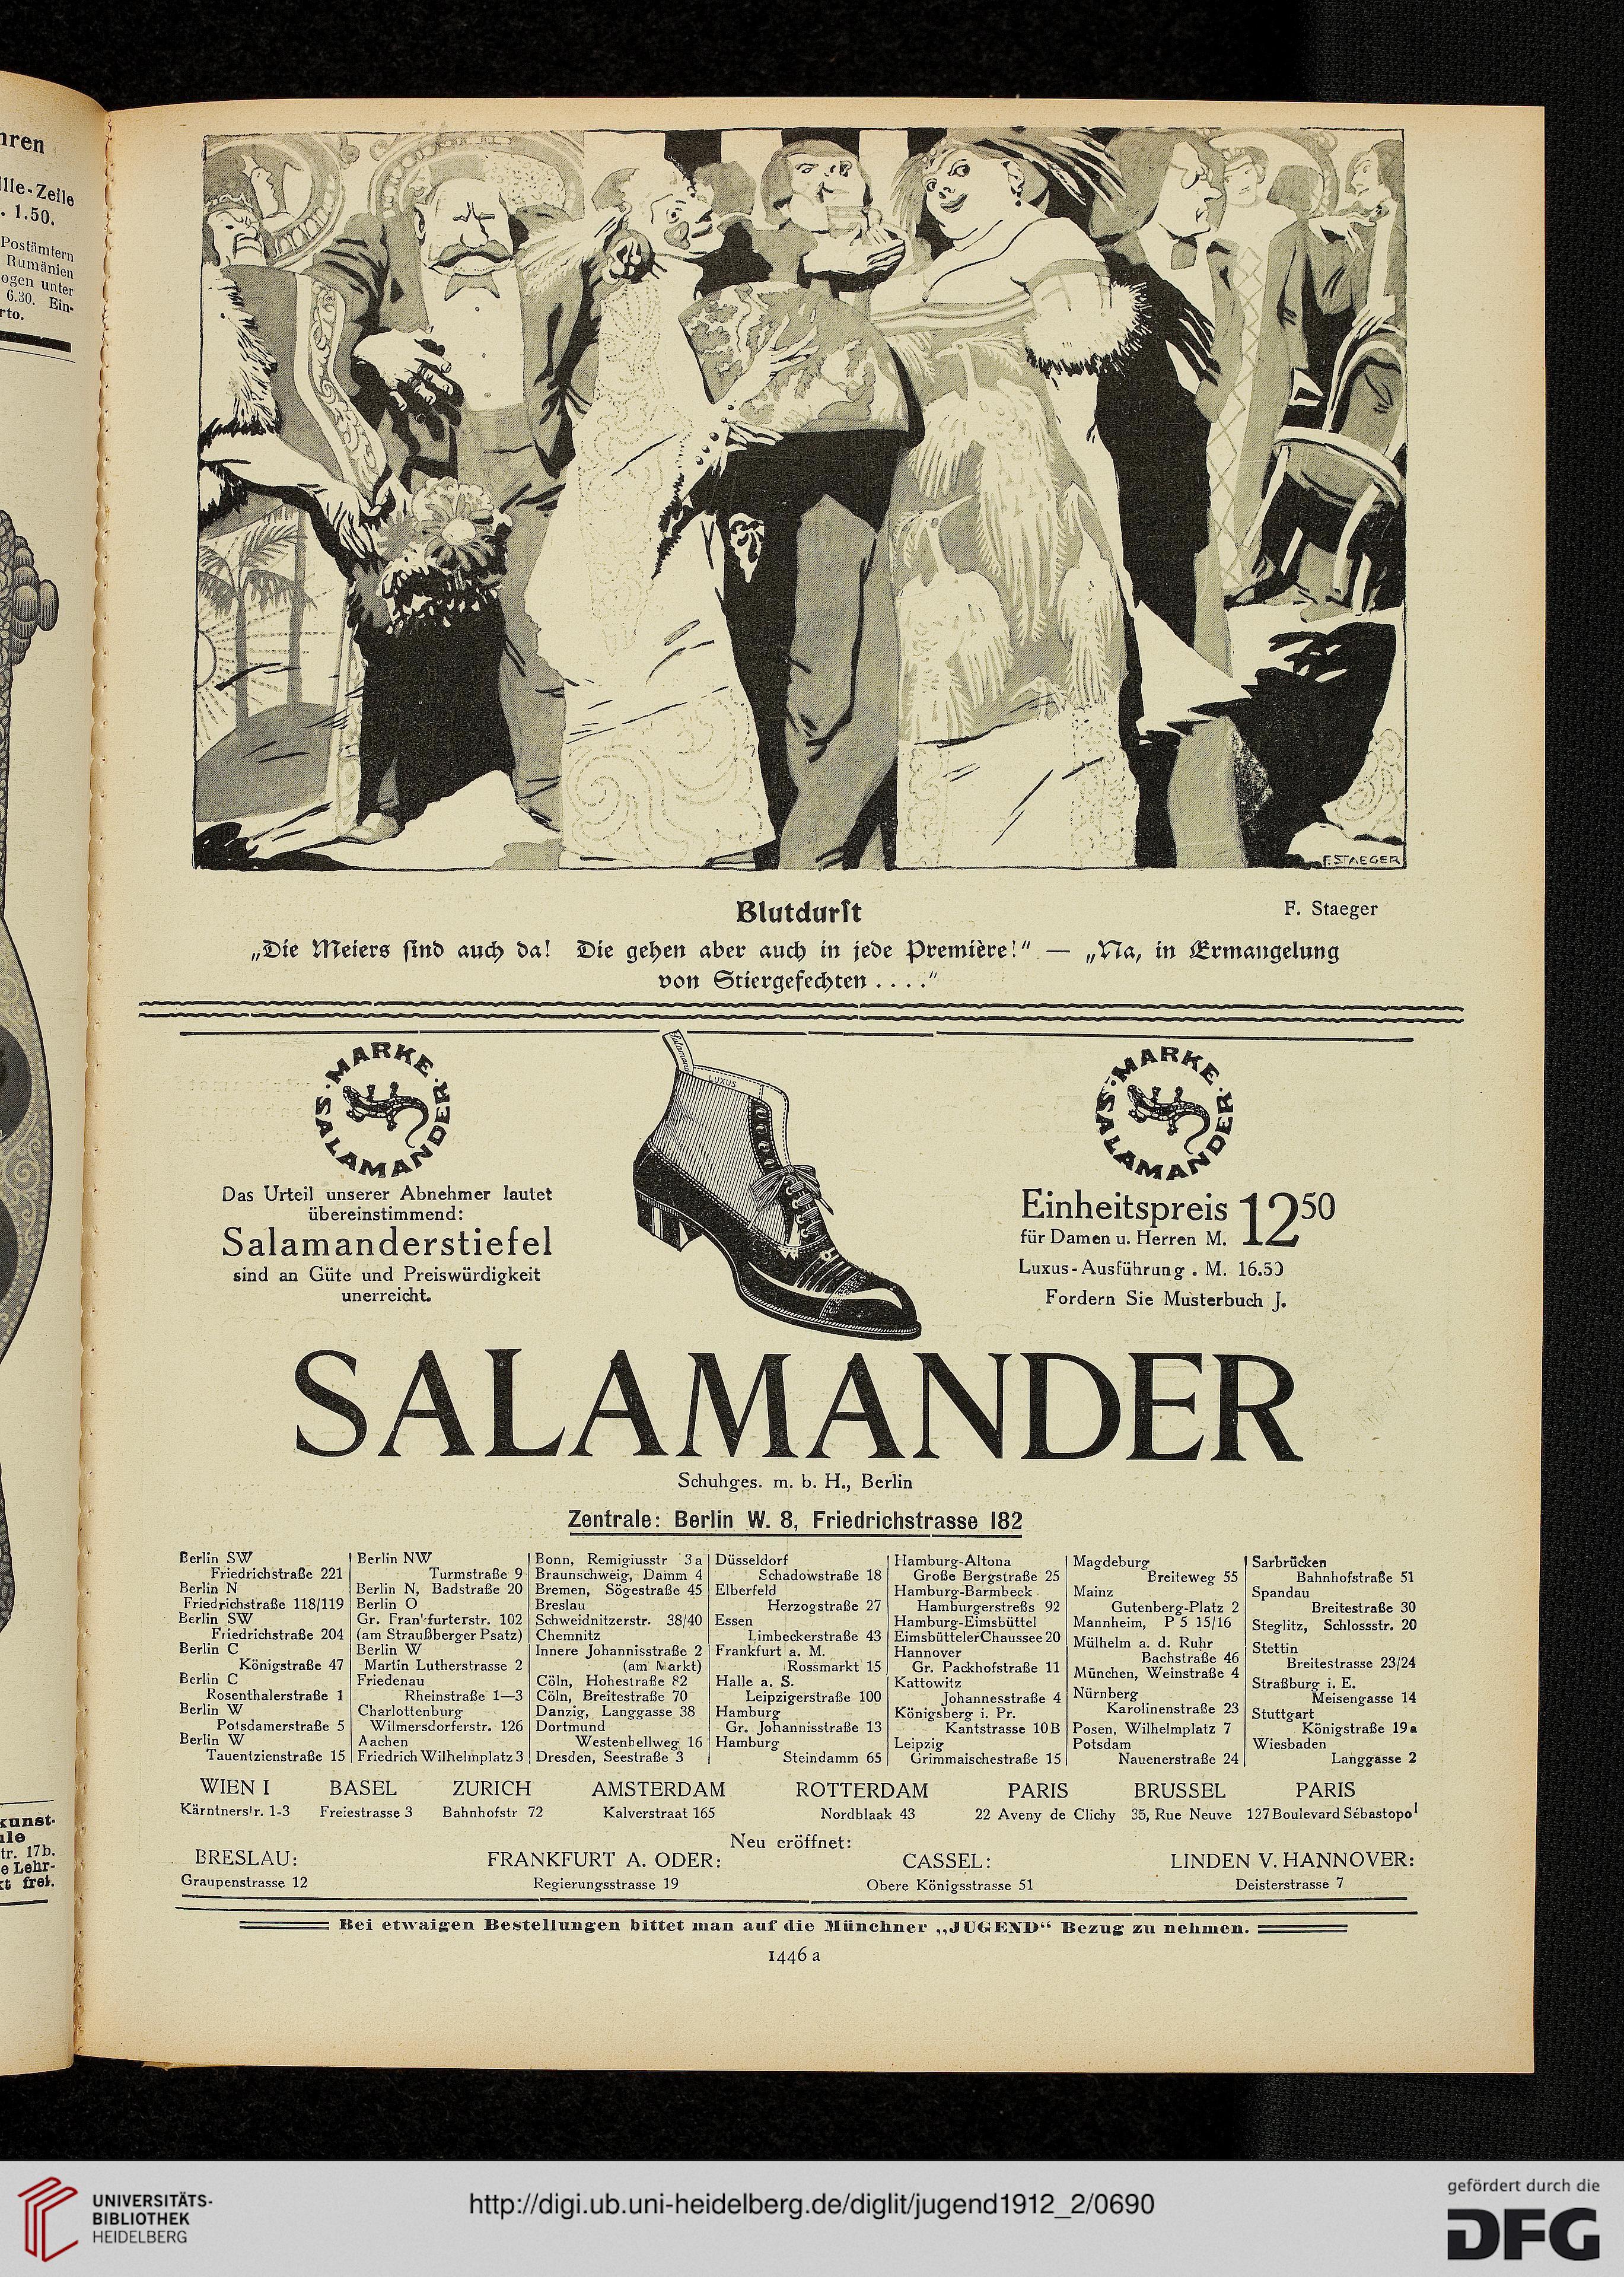 hren
ille-Zeile
. 1.50.
Postämtern
Rumänien
ogen unter
6.30. Ein-
rto.
F. STAEGER
Blutdurst
F. Staeger
„Die Meiers sind auch da! Die gehen aber auch in jede Première!“ — „Na, in Ermangelung
von Stiergefechten . . . .“
MARKE SALAMANDER
Salamander
LUXUS
MARKE SALAMANDER
Das Urteil unserer Abnehmer lautet
übereinstimmend:
Salamanderstiefel
sind an Güte und Preiswürdigkeit
unerreicht.
Einheitspreis 12 50
für Damen u. Herren M.
Luxus-Ausführung . M. 16.50
Fordern Sie Musterbuch J.
SALAMANDER
Schuhges. m. b. H., Berlin
Zentrale: Berlin W. 8, Friedrichstrasse 182
Berlin SW
Friedrichstraße 221
Berlin N
Friedrichstraße 118/119
Berlin SW
Friedrichstraße 204
Berlin C
Königstraße 47
Berlin C
Rosenthalerstraße 1
Berlin W
Potsdamerstraße 5
Berlin W
Tauentzienstraße 15
Berlin NW
Turmstraße 9
Berlin N, Badstraße 20
Berlin O
Gr. Frankfurterstr. 102
(am Straußberger Psatz)
Berlin W
Martin Lutherstrasse 2
Friedenau
Rheinstraße 1—3
Charlottenburg
Wilmersdorferstr. 126
Aachen
Friedrich Wilhelmplatz 3
Bonn, Remigiusstr 3a
Braunschweig, Damm 4
Bremen, Sögestraße 45
Breslau
Schweidnitzerstr. 38/40
Chemnitz
Innere Johannisstraße 2
(am Markt)
Cöln, Hohestraße 82
Cöln, Breitestraße 70
Danzig, Langgasse 38
Dortmund
Westenhellweg 16
Dresden, Seestraße 3
Düsseldorf
Schadowstraße 18
Elberfeld
Herzogstraße 27
Essen
Limbeckerstraße 43
Frankfurt a. M.
Rossmarkt 15
Halle a. S.
Leipzigerstraße 100
Hamburg
Gr. Johannisstraße 13
Hamburg
Steindamm 65
Hamburg-Altona
Große Bergstraße 25
Hamburg-Barmbeck
Hamburgerstreßs 92
Hamburg-Eimsbüttel
EimsbüttelerChaussee 20
Hannover
Gr. Packhofstraße 11
Kattowitz
Johannesstraße 4
Königsberg i. Pr.
Kantstrasse 10B
Leipzig
Grimmaischestraße 15
Magdeburg
Breiteweg 55
Mainz
Gutenberg-Platz 2
Mannheim, P 5 15/16
Mülhelm a. d. Ruhr
Bachstraße 46
München, Weinstraße 4
Nürnberg
Karolinenstraße 23
Posen, Wilhelmplatz 7
Potsdam
Nauenerstraße 24
Sarbrücken
Bahnhofstraße 51
Spandau
Breitestraße 30
Steglitz, Schlossstr. 20
Stettin
Breitestrasse 23/24
Straßburg i. E.
Meisengasse 14
Stuttgart
Königstraße 19a
Wiesbaden
Langgasse 2
WIEN I BASEL ZURICH AMSTERDAM ROTTERDAM PARIS BRUSSEL PARIS
Kärntnerstr. 1-3 Freiestrasse 3 Bahnhofstr 72 Kalverstraat 165 Nordblaak 43 22 Aveny de Clichy 35, Rue Neuve 127 Boulevard Sébastopol
Neu eröffnet:
BRESLAU: FRANKFURT A. ODER: CASSEL: LINDEN V. HANNOVER:
Graupenstrasse 12 Regierungsstrasse 19 Obere Königsstrasse 51 Deisterstrasse 7
Bei etwaigen Bestellungen bittet man auf die Münchner „JUGEND“ Bezug zu nehmen.
1446 a
kunst-
ule
tr. 17b.
e Lehr-
kt frei.
UNIVERSITÄTS-
BIBLIOTHEK
HEIDELBERG
http://digi.ub.uni-heidelberg.de/diglit/jugend1912_2/0690
gefördert durch die
DFG